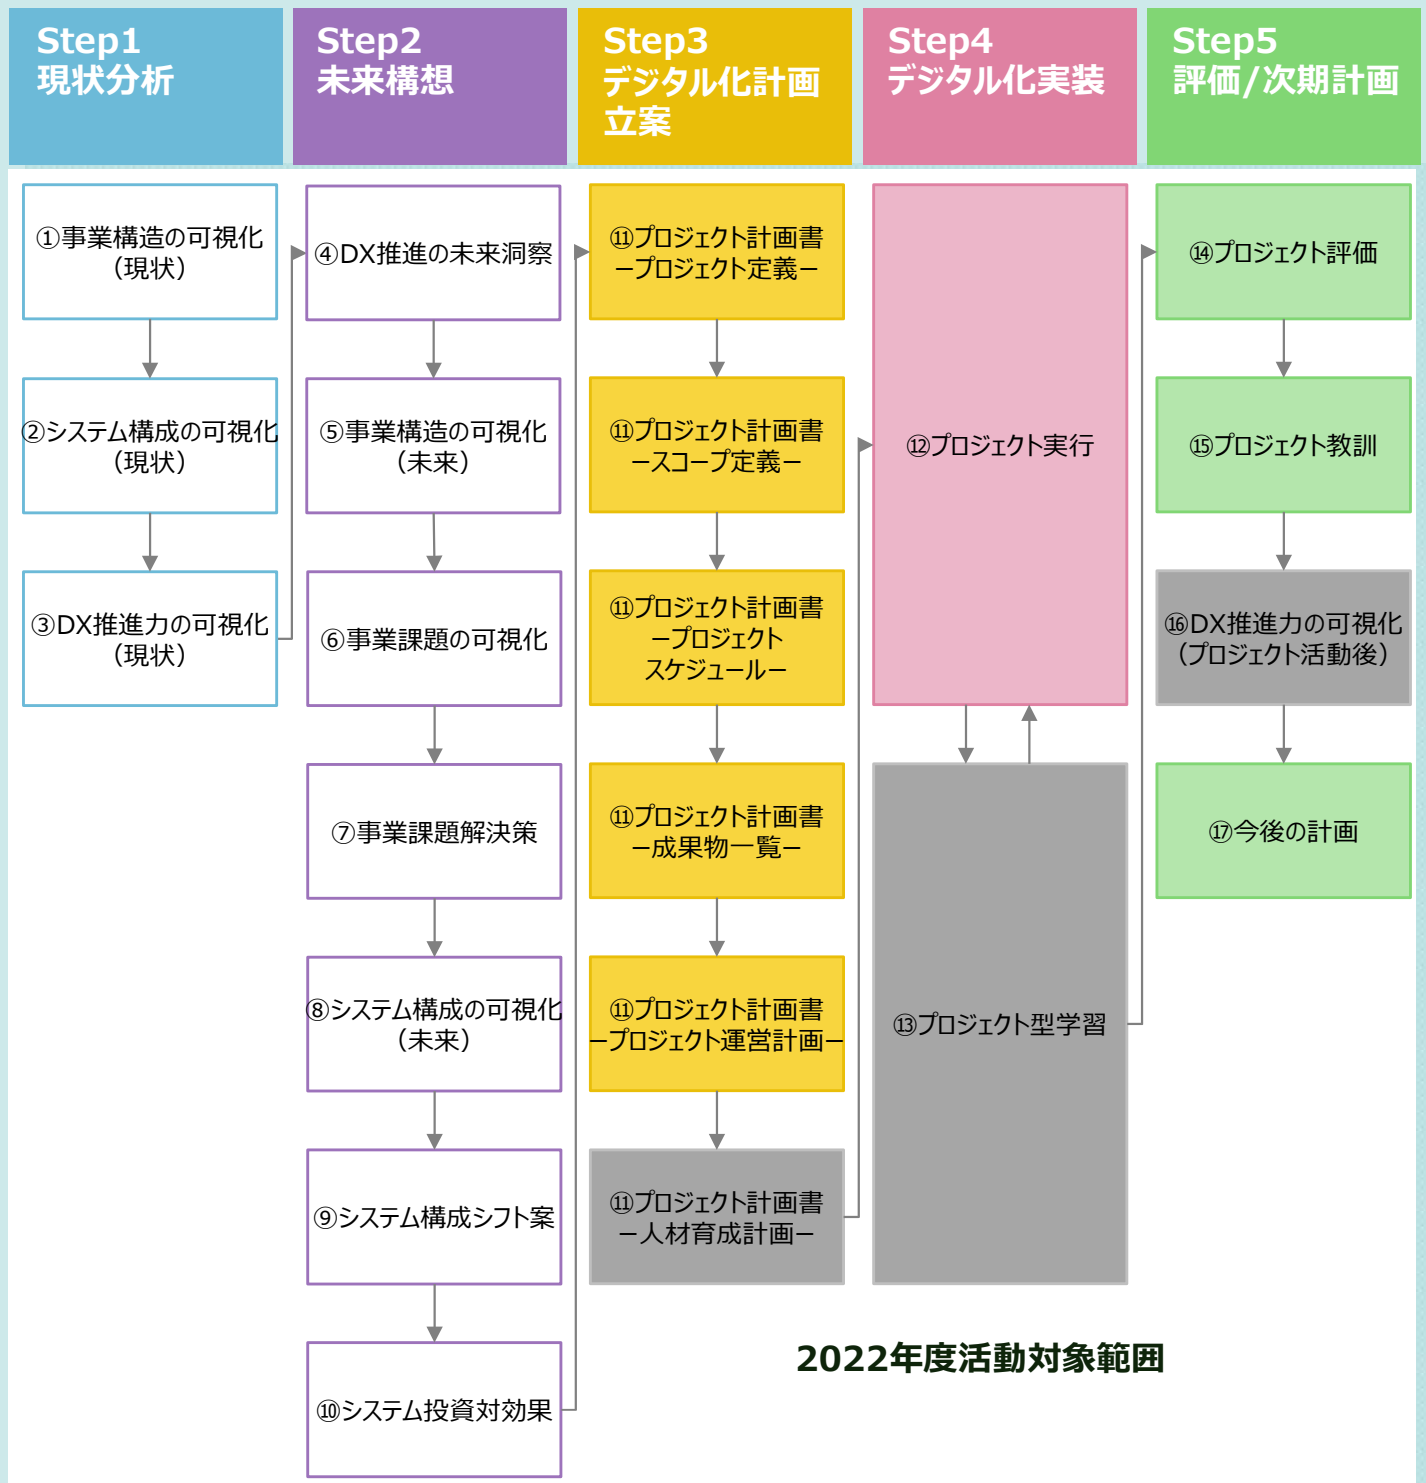 Step1
現状分析
Step2
未来構想
Step3
デジタル化計画
立案
Step4
デジタル化実装
Step5
評価/次期計画
①事業構造の可視化
（現状）
②システム構成の可視化
（現状）
③DX推進力の可視化
（現状）
④DX推進の未来洞察
⑤事業構造の可視化
（未来）
⑥事業課題の可視化
⑦事業課題解決策
⑧システム構成の可視化
（未来）
⑨システム構成シフト案
⑩システム投資対効果
⑪プロジェクト計画書
－プロジェクト定義－
⑪プロジェクト計画書
－スコープ定義－
⑪プロジェクト計画書
－プロジェクト
スケジュール－
⑪プロジェクト計画書
－成果物一覧－
⑪プロジェクト計画書
－プロジェクト運営計画－
⑪プロジェクト計画書
－人材育成計画－
⑫プロジェクト実行
⑬プロジェクト型学習
⑭プロジェクト評価
⑮プロジェクト教訓
⑯DX推進力の可視化
（プロジェクト活動後）
⑰今後の計画
2022年度活動対象範囲